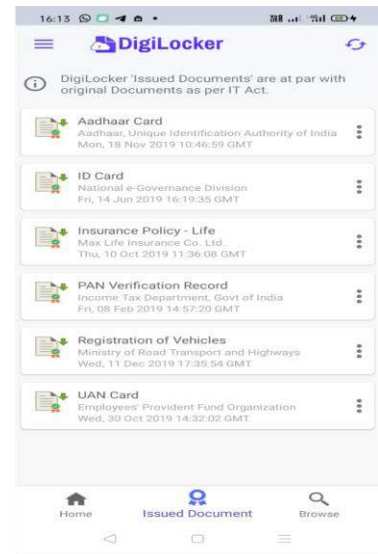 16:13
DigiLocker
DigiLocker 'Issued Documents' are at par with
original Documents as per IT Act.
Aadhaar Card
Aadhaar, Unique Identification Authority of India
Mon, 18 Nov 2019 10:46:59 GMT
ID Card
National e-Governance Division
Fri, 14 Jun 2019 16:19:35 GMT
Insurance Policy - Life
Max Life Insurance Co. Ltd.
Thu, 10 Oct 2019 11:36:08 GMT
PAN Verification Record
Income Tax Department, Govt of India
Fri, 08 Feb 2019 14:57:20 GMT
Registration of Vehicles
Ministry of Road Transport and Highways
Wed, 11 Dec 2019 17:35:54 GMT
UAN Card
Employees' Provident Fund Organization
Wed, 30 Oct 2019 14:32:02 GMT
Home Issued Document Browse